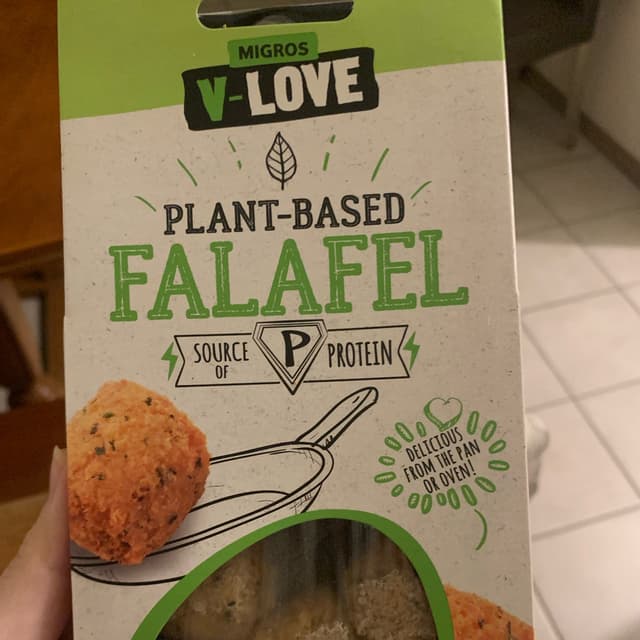 MIGROS
V-LOVE
PLANT-BASED
FALAFEL
SOURCE
OF
P
PROTEIN
DELICIOUS
FROM THE PAN
OR OVEN!